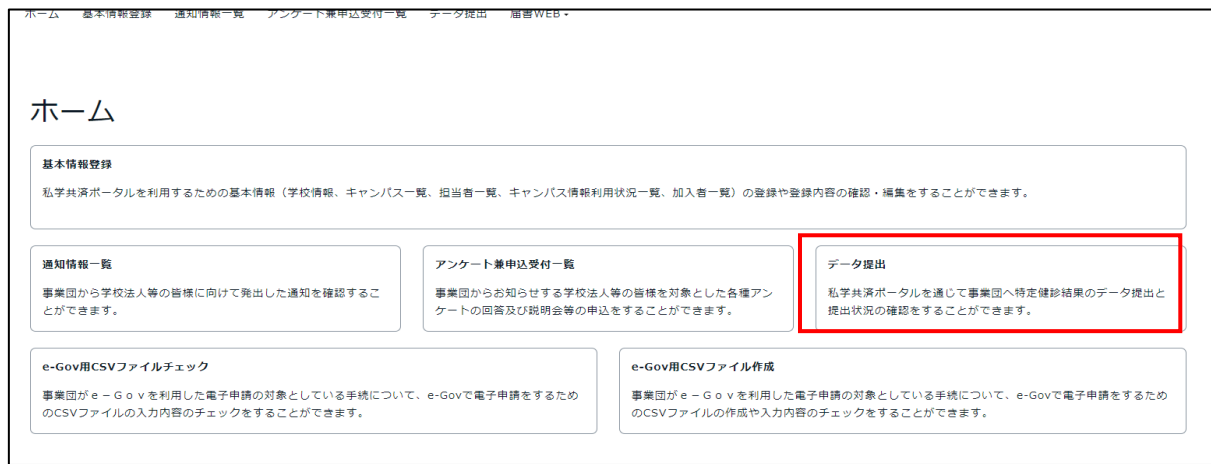 ホーム 基本情報登録 通知情報一覧 アンケート兼申込受付一覧 データ提出 届書WEB
ホーム
基本情報登録
私学共済ポータルを利用するための基本情報（学校情報、キャンパス一覧、担当者一覧、キャンパス情報利用状況一覧、加入者一覧）の登録や登録内容の確認・編集をすることができます。
通知情報一覧
事業団から学校法人等の皆様に向けて発出した通知を確認するこ
とができます。
アンケート兼申込受付一覧
事業団からお知らせする学校法人等の皆様を対象とした各種アン
ケートの回答及び説明会等の申込をすることができます。
データ提出
私学共済ポータルを通じて事業団へ特定健診結果のデータ提出と
提出状況の確認をすることができます。
e-Gov用CSVファイルチェック
事業団がｅ－Ｇｏｖを利用した電子申請の対象としている手続について、e-Govで電子申請をするため
のCSVファイルの入力内容のチェックをすることができます。
e-Gov用CSVファイル作成
事業団がｅ－Ｇｏｖを利用した電子申請の対象としている手続について、e-Govで電子申請をするため
のCSVファイルの作成や入力内容のチェックをすることができます。